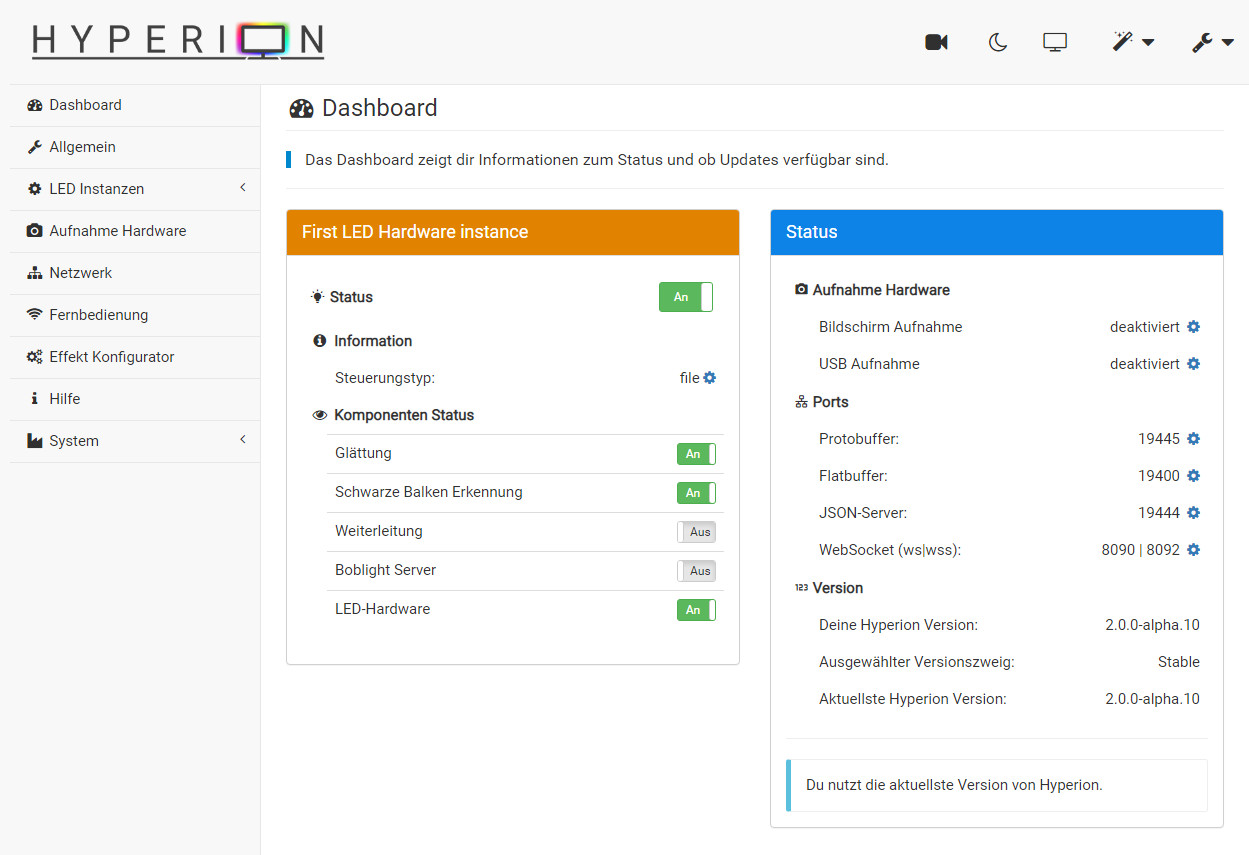 HYPERION
Dashboard
Allgemein
LED Instanzen
Aufnahme Hardware
Netzwerk
Fernbedienung
Effekt Konfigurator
Hilfe
System
Dashboard
Das Dashboard zeigt dir Informationen zum Status und ob Updates verfügbar sind.
First LED Hardware instance
Status An
Information
Steuerungstyp: file
Komponenten Status
Glättung An
Schwarze Balken Erkennung An
Weiterleitung Aus
Boblight Server Aus
LED-Hardware An
Status
Aufnahme Hardware
Bildschirm Aufnahme deaktiviert
USB Aufnahme deaktiviert
Ports
Protobuffer: 19445
Flatbuffer: 19400
JSON-Server: 19444
WebSocket (ws|wss): 8090 | 8092
123 Version
Deine Hyperion Version: 2.0.0-alpha.10
Ausgewählter Versionszweig: Stable
Aktuellste Hyperion Version: 2.0.0-alpha.10
Du nutzt die aktuellste Version von Hyperion.